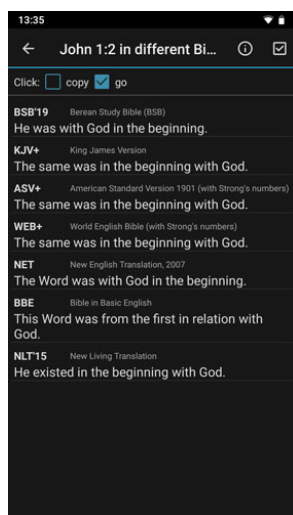 13:35
John 1:2 in different Bi...
Click: copy go
BSB'19 Berean Study Bible (BSB)
He was with God in the beginning.
KJV+ King James Version
The same was in the beginning with God.
ASV+ American Standard Version 1901 (with Strong's numbers)
The same was in the beginning with God.
WEB+ World English Bible (with Strong's numbers)
The same was in the beginning with God.
NET New English Translation, 2007
The Word was with God in the beginning.
BBE Bible in Basic English
This Word was from the first in relation with
God.
NLT'15 New Living Translation
He existed in the beginning with God.